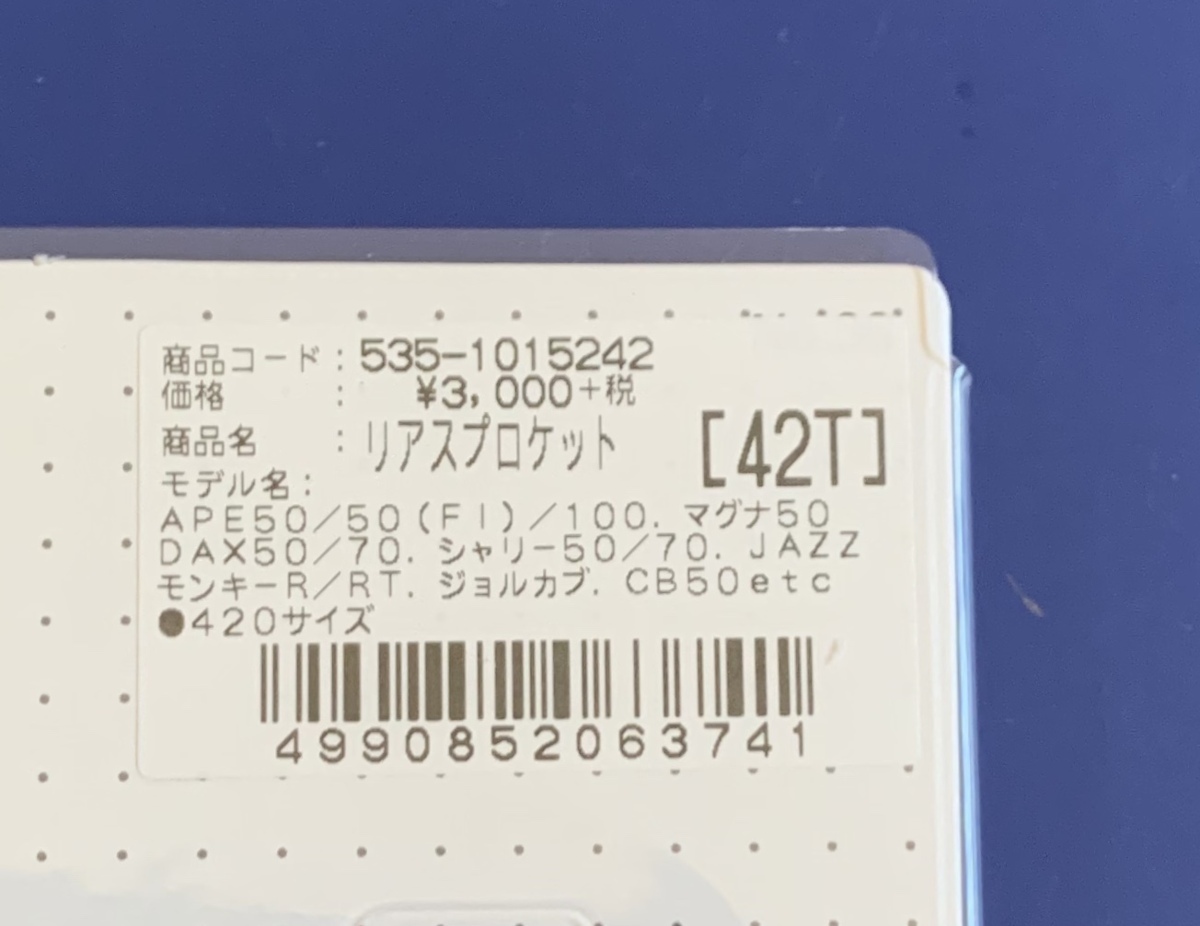 商品コード：535-1015242
価格　　　：　¥3,000+税
商品名　　：リアスプロケット　[42T]
モデル名：
APE50／50(FI)／100．マグナ50
DAX50／70．シャリー50／70．JAZZ
モンキーR／RT．ジョルカブ．CB50etc
●420サイズ
4990852063741